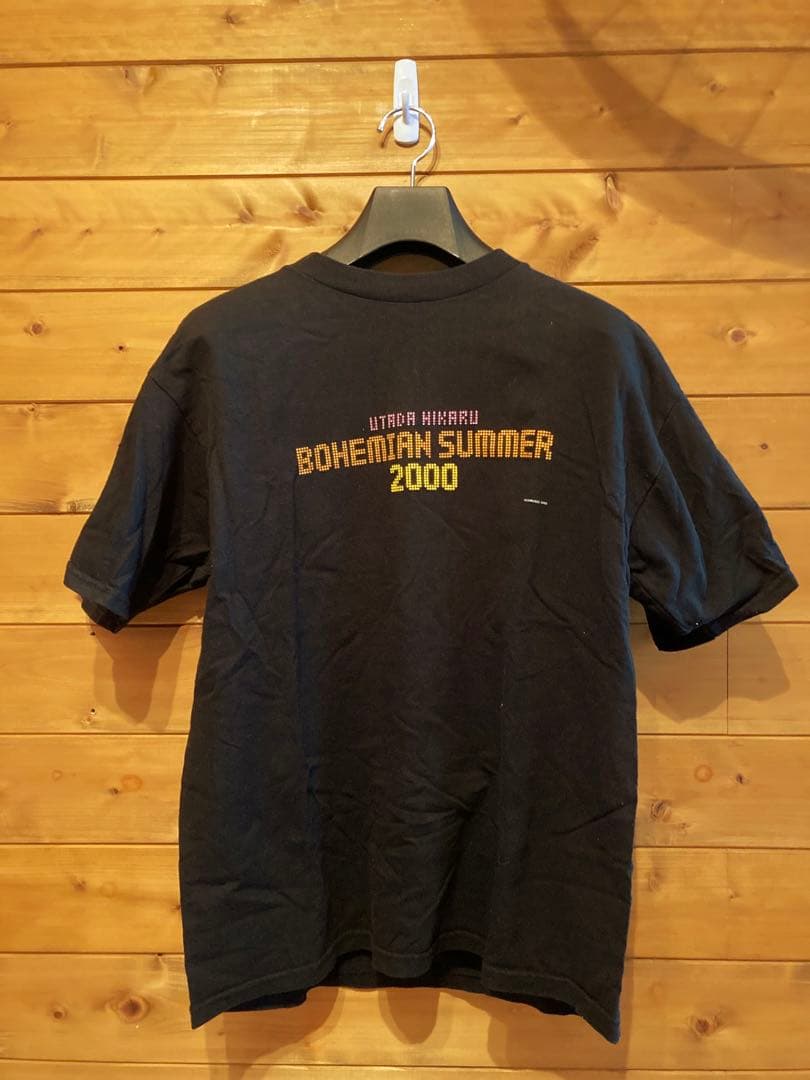 UTADA HIKARU
BOHEMIAN SUMMER
2000